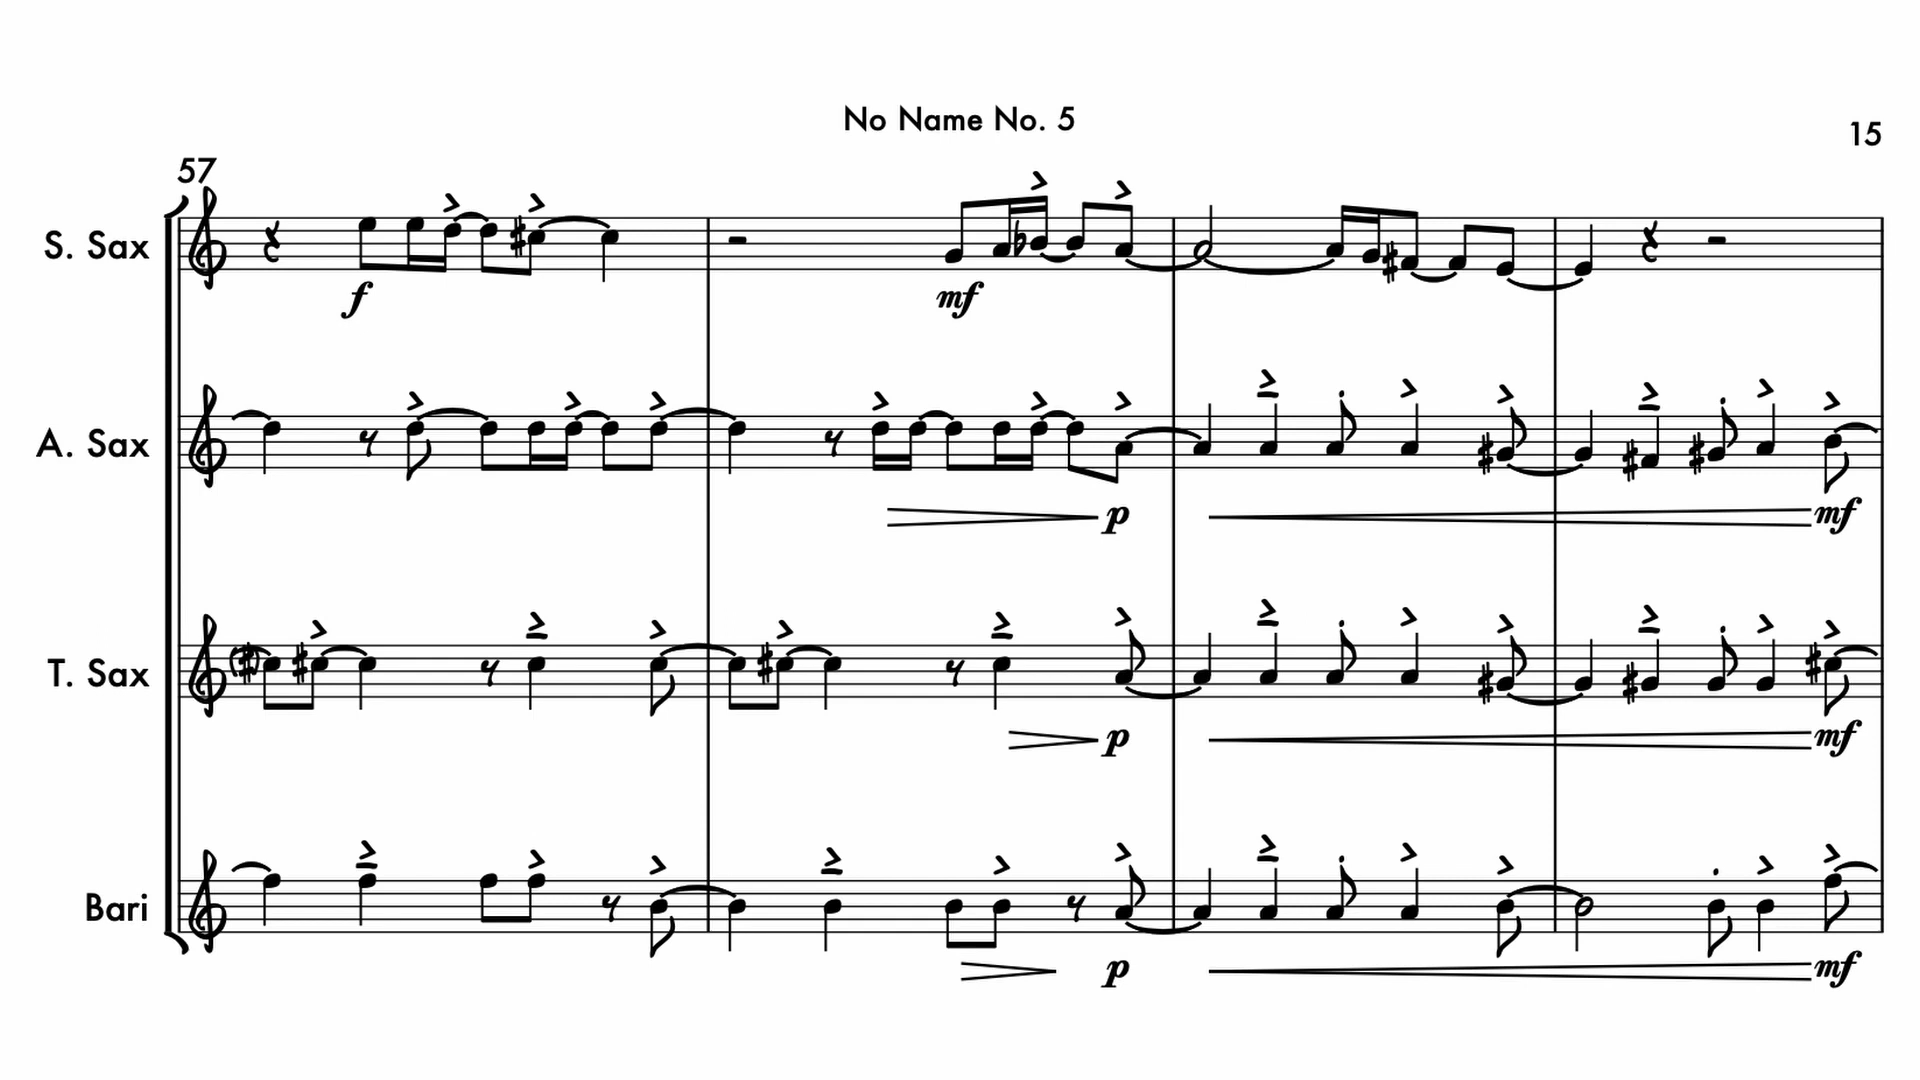 No Name No. 5
15
57
S. Sax
f
mf
A. Sax
p
mf
T. Sax
p
mf
Bari
p
mf